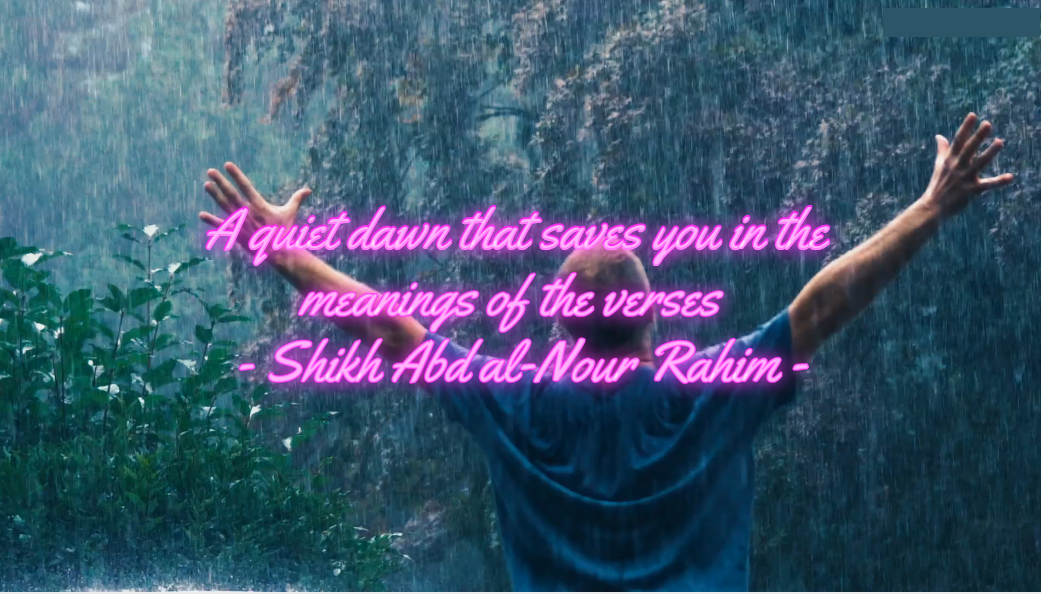 A quiet dawn that saves you in the
meanings of the verses
- Shikh Abd al-Nour Rahim -